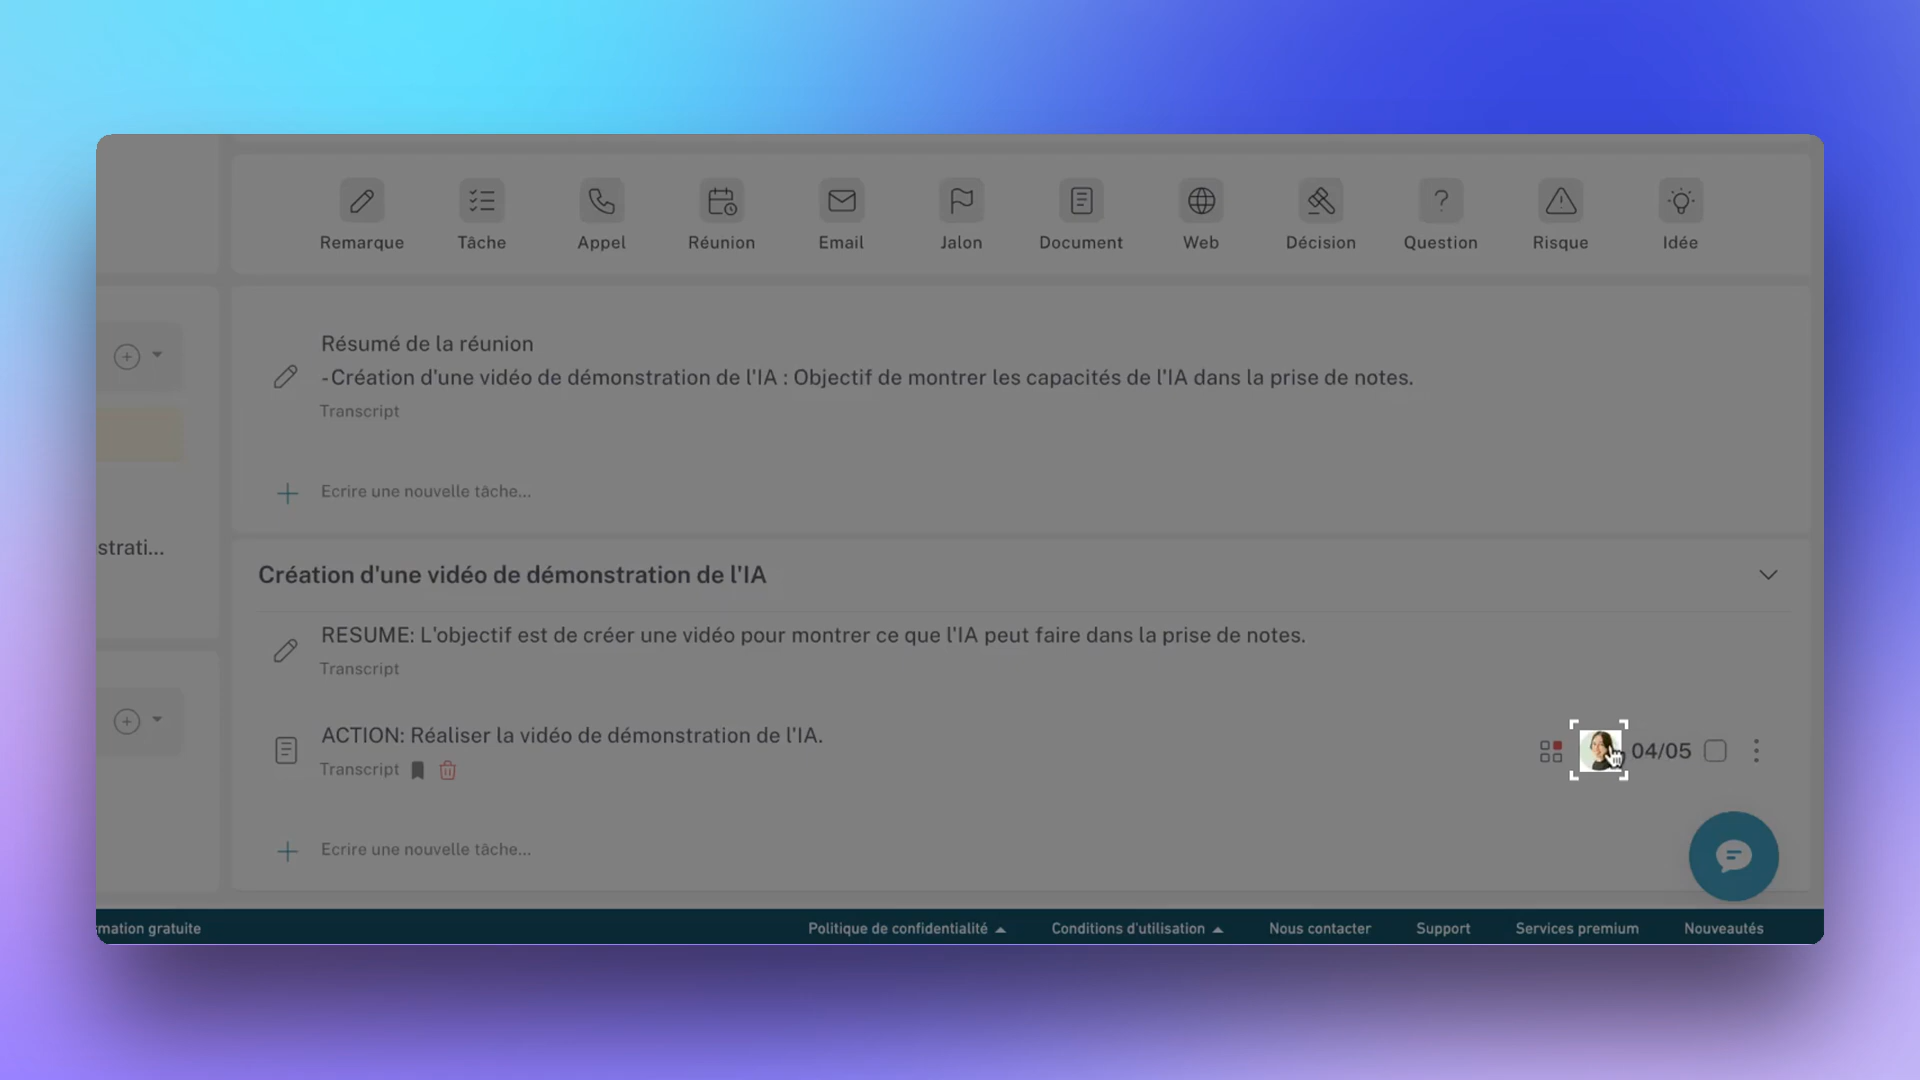 Remarque Tâche Appel Réunion Email Jalon Document Web Décision Question Risque Idée
Résumé de la réunion
-Création d'une vidéo de démonstration de l'IA : Objectif de montrer les capacités de l'IA dans la prise de notes.
Transcript
Ecrire une nouvelle tâche...
strati...
Création d'une vidéo de démonstration de l'IA
RESUME: L'objectif est de créer une vidéo pour montrer ce que l'IA peut faire dans la prise de notes.
Transcript
ACTION: Réaliser la vidéo de démonstration de l'IA.
04/05
Transcript
Ecrire une nouvelle tâche...
mation gratuite Politique de confidentialité Conditions d'utilisation Nous contacter Support Services premium Nouveautés